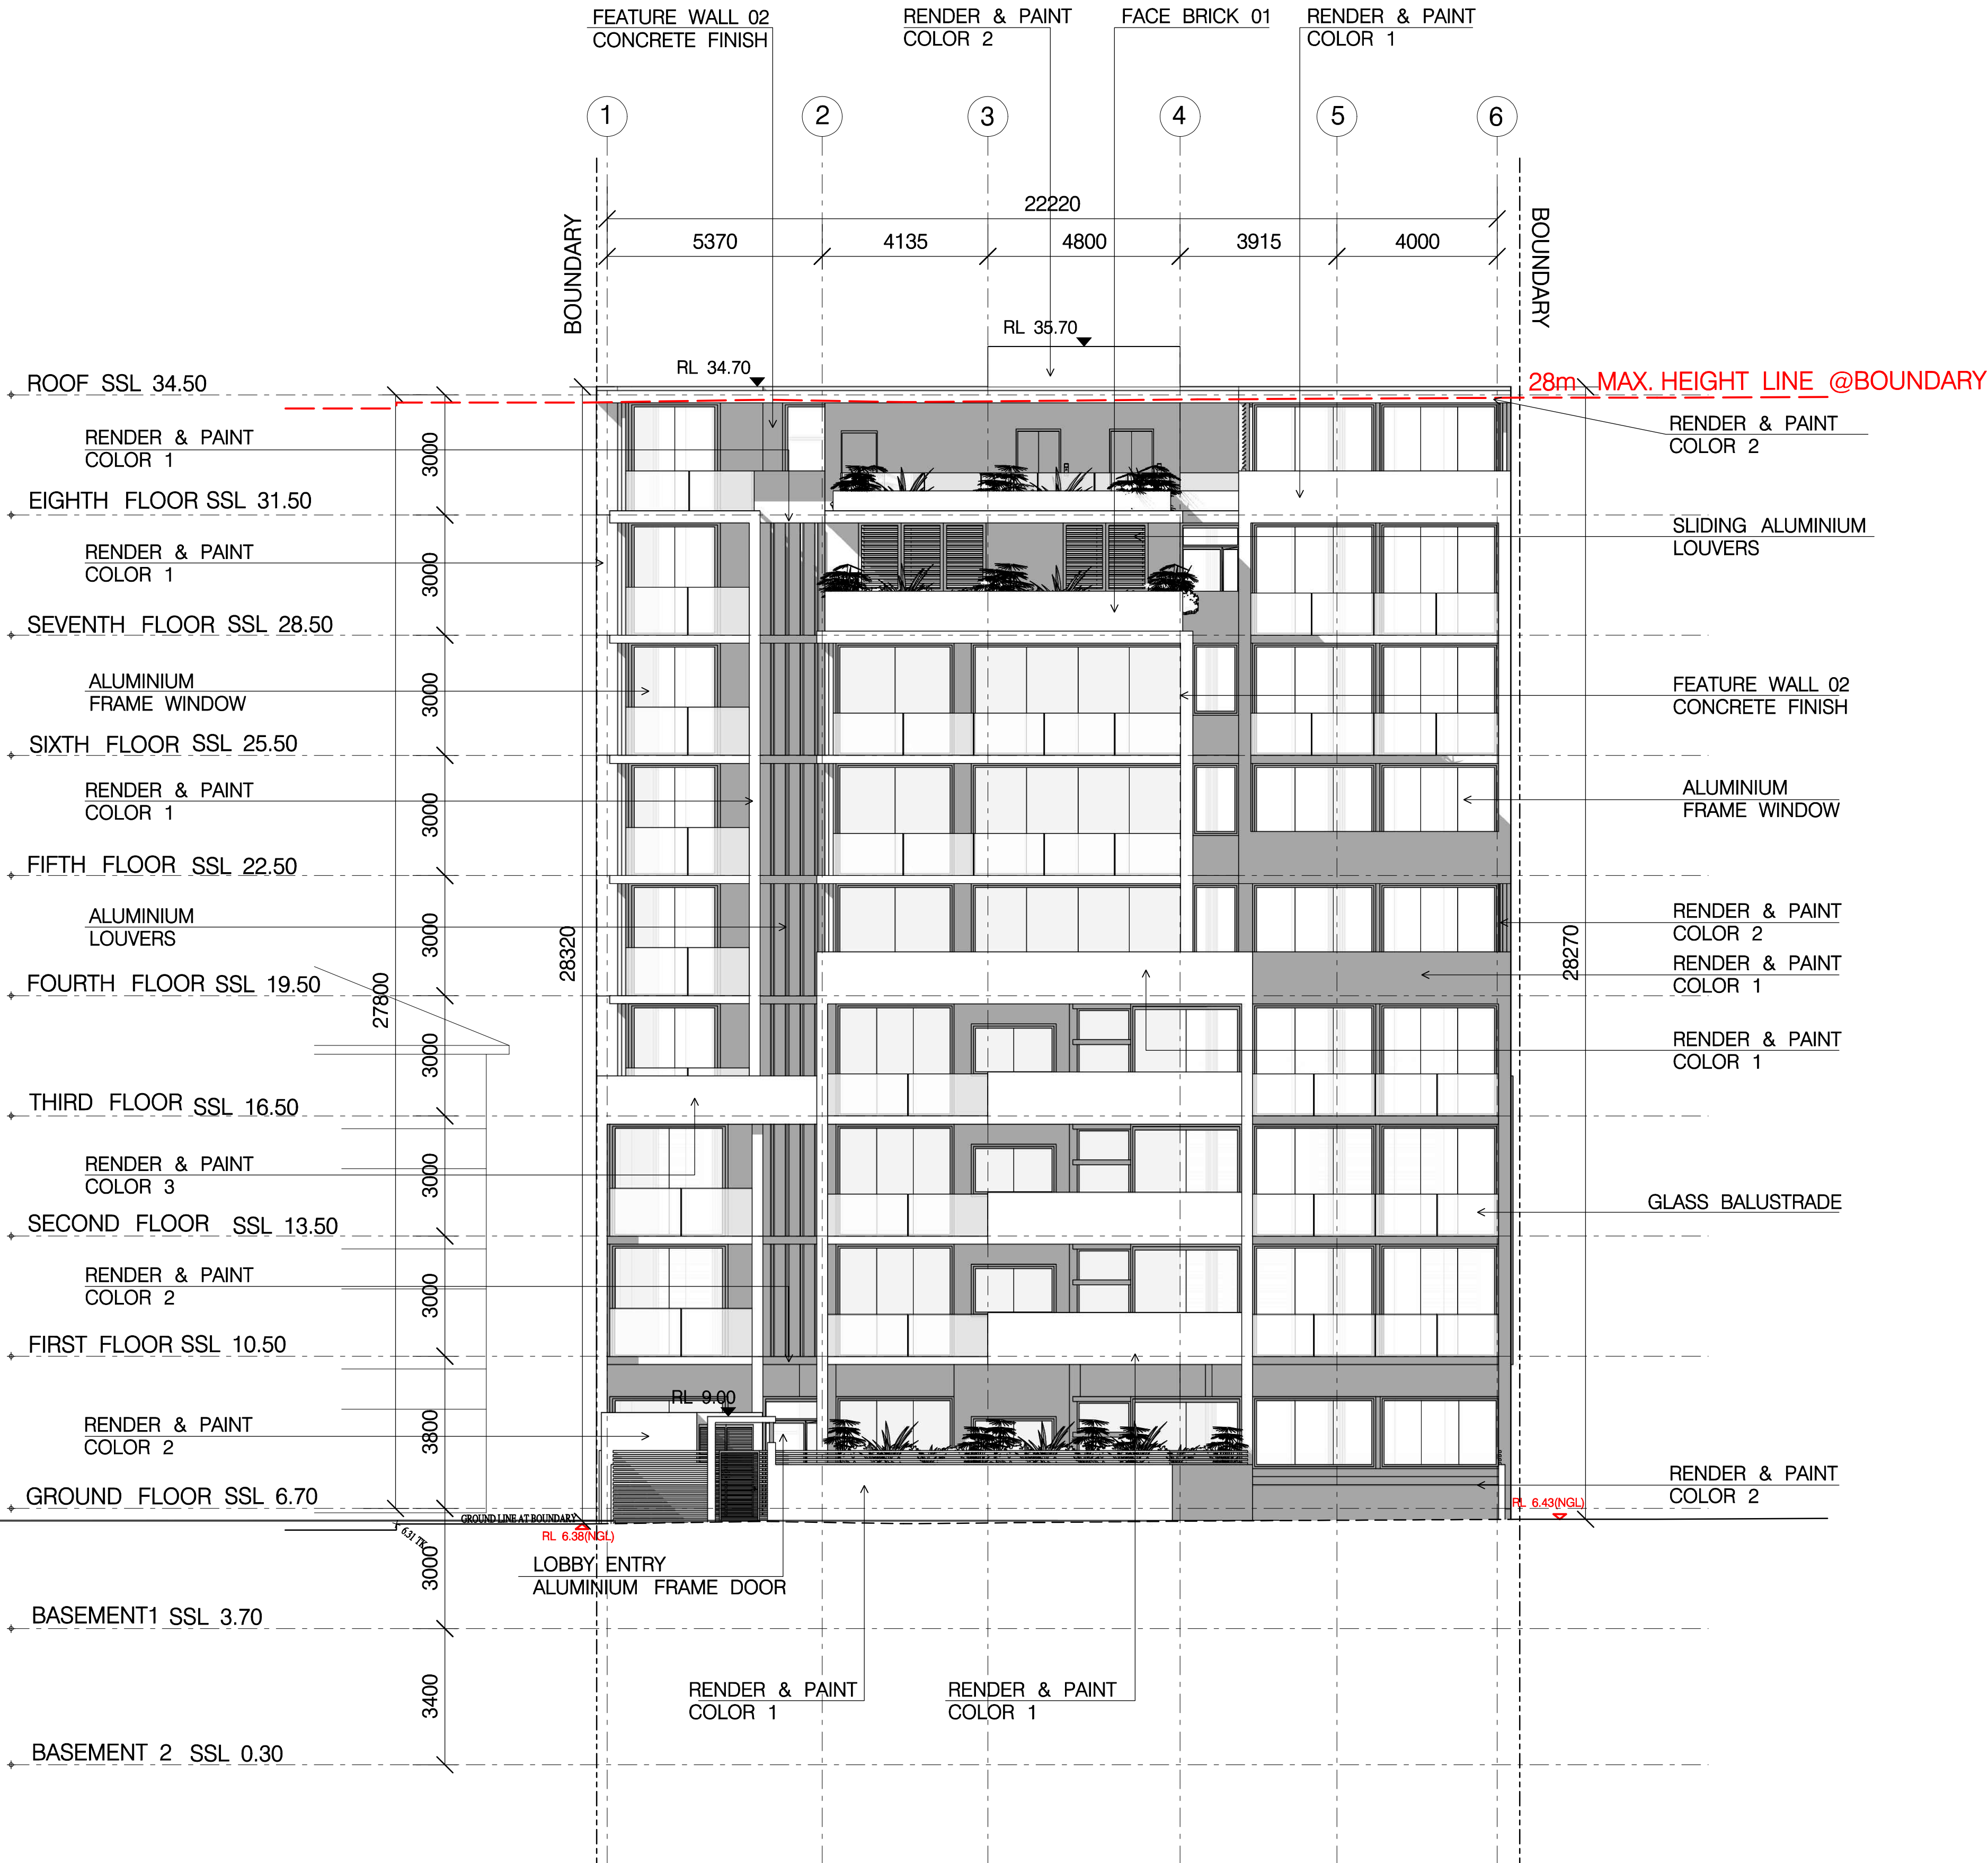 FEATURE WALL 02
CONCRETE FINISH
RENDER & PAINT
COLOR 2
FACE BRICK 01
RENDER & PAINT
COLOR 1
1
2
3
4
5
6
BOUNDARY
BOUNDARY
22220
5370
4135
4800
3915
4000
RL 35.70
RL 34.70
ROOF SSL 34.50
28m MAX. HEIGHT LINE @BOUNDARY
RENDER & PAINT
COLOR 2
RENDER & PAINT
COLOR 1
3000
EIGHTH FLOOR SSL 31.50
SLIDING ALUMINIUM
LOUVERS
RENDER & PAINT
COLOR 1
3000
SEVENTH FLOOR SSL 28.50
ALUMINIUM
FRAME WINDOW
3000
FEATURE WALL 02
CONCRETE FINISH
SIXTH FLOOR SSL 25.50
RENDER & PAINT
COLOR 1
3000
ALUMINIUM
FRAME WINDOW
FIFTH FLOOR SSL 22.50
ALUMINIUM
LOUVERS
3000
RENDER & PAINT
COLOR 2
28320
28270
RENDER & PAINT
COLOR 1
FOURTH FLOOR SSL 19.50
27800
3000
RENDER & PAINT
COLOR 1
THIRD FLOOR SSL 16.50
RENDER & PAINT
COLOR 3
3000
GLASS BALUSTRADE
SECOND FLOOR SSL 13.50
RENDER & PAINT
COLOR 2
3000
FIRST FLOOR SSL 10.50
RL 9.00
RENDER & PAINT
COLOR 2
3800
RENDER & PAINT
COLOR 2
GROUND FLOOR SSL 6.70
RL 6.43(NGL)
GROUND LINE AT BOUNDARY
6.31 TK
RL 6.38(NGL)
3000
LOBBY ENTRY
ALUMINIUM FRAME DOOR
BASEMENT1 SSL 3.70
3400
RENDER & PAINT
COLOR 1
RENDER & PAINT
COLOR 1
BASEMENT 2 SSL 0.30